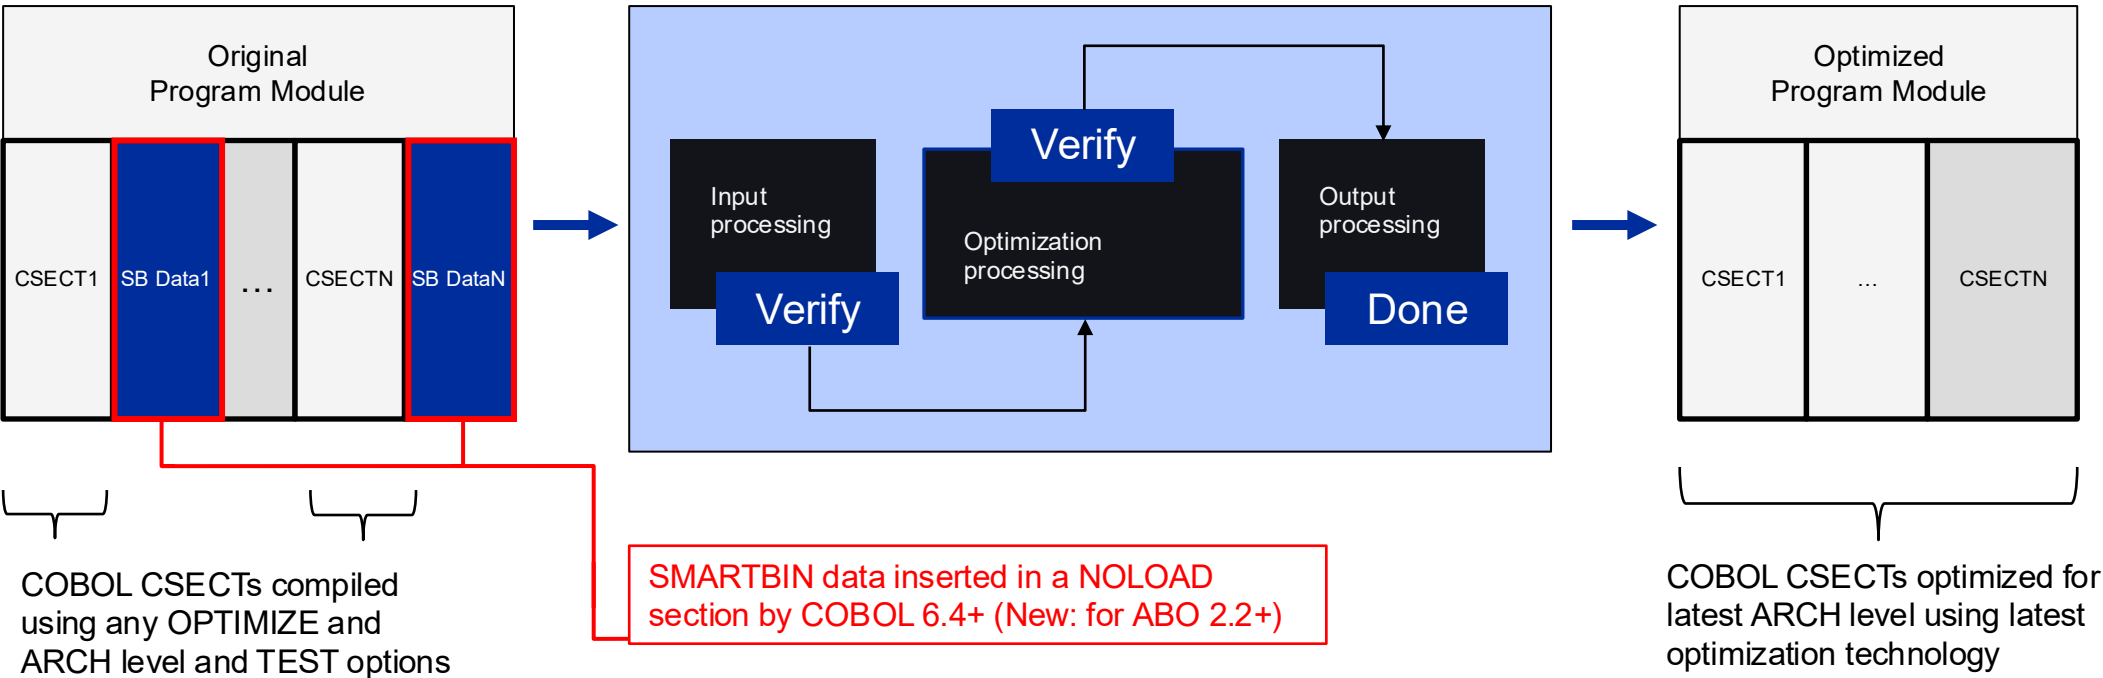 Original
Program Module
CSECT1
SB Data1
...
CSECTN
SB DataN
Input
processing
Verify
Verify
Optimization
processing
Output
processing
Done
Optimized
Program Module
CSECT1
...
CSECTN
COBOL CSECTs compiled
using any OPTIMIZE and
ARCH level and TEST options
SMARTBIN data inserted in a NOLOAD
section by COBOL 6.4+ (New: for ABO 2.2+)
COBOL CSECTs optimized for
latest ARCH level using latest
optimization technology